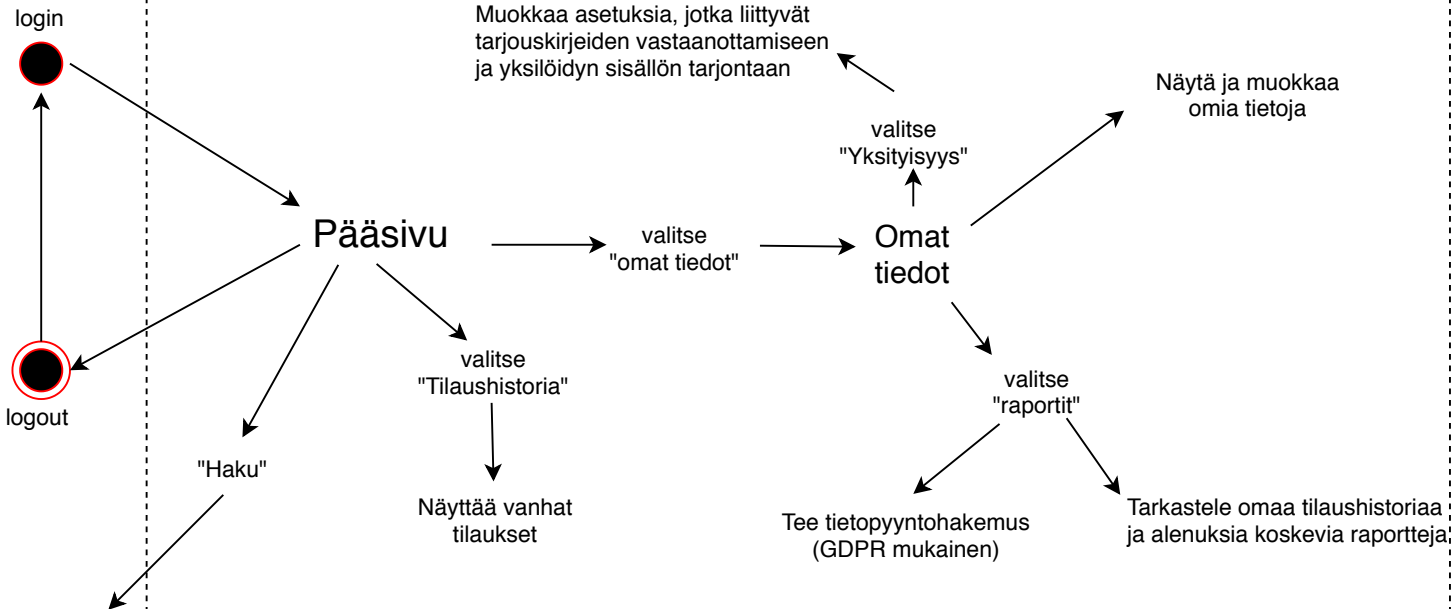 login
Muokkaa asetuksia, jotka liittyvät
tarjouskirjeiden vastaanottamiseen
ja yksilöidyn sisällön tarjontaan
Näytä ja muokkaa
omia tietoja
valitse
"Yksityisyys"
Pääsivu
valitse
"omat tiedot"
Omat
tiedot
valitse
"Tilaushistoria"
valitse
"raportit"
logout
"Haku"
Näyttää vanhat
tilaukset
Tee tietopyyntohakemus
(GDPR mukainen)
Tarkastele omaa tilaushistoriaa
ja alenuksia koskevia raportteja